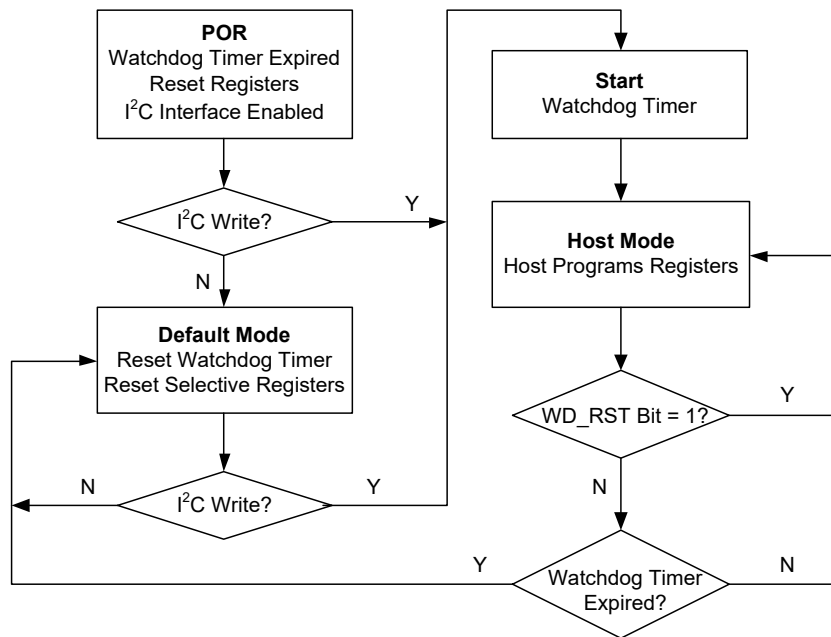 POR
Watchdog Timer Expired
Reset Registers
I²C Interface Enabled
I²C Write?
Y
N
Default Mode
Reset Watchdog Timer
Reset Selective Registers
I²C Write?
N
Y
Start
Watchdog Timer
Host Mode
Host Programs Registers
WD_RST Bit = 1?
Y
N
Watchdog Timer
Expired?
Y
N